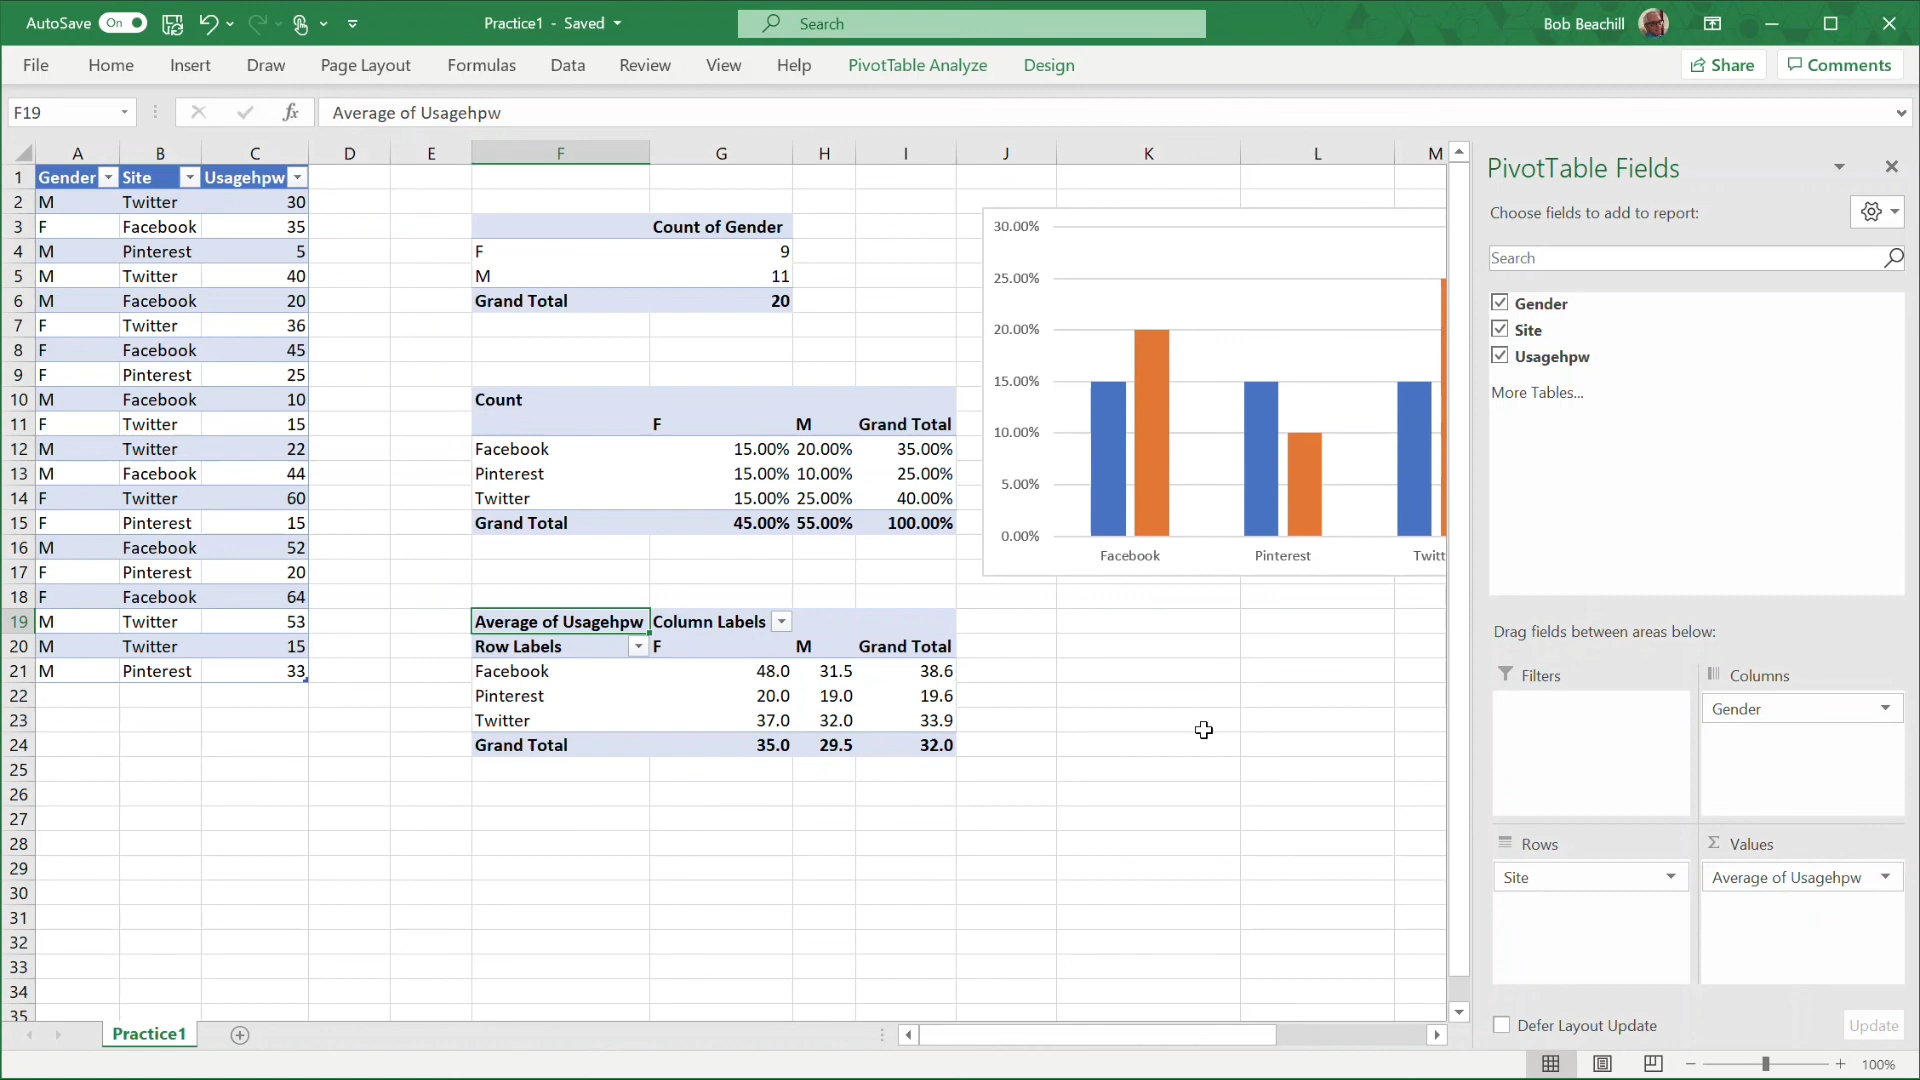 AutoSave On Practice1 - Saved Search Bob Beachill
File Home Insert Draw Page Layout Formulas Data Review View Help PivotTable Analyze Design Share Comments
F19 fx Average of Usagehpw
A B C D E F G H I J K L M
1 Gender Site Usagehpw
2 M Twitter 30
3 F Facebook 35 Count of Gender
4 M Pinterest 5 F 9
5 M Twitter 40 M 11
6 M Facebook 20 Grand Total 20
7 F Twitter 36
8 F Facebook 45
9 F Pinterest 25
10 M Facebook 10 Count
11 F Twitter 15 F M Grand Total
12 M Twitter 22 Facebook 15.00% 20.00% 35.00%
13 M Facebook 44 Pinterest 15.00% 10.00% 25.00%
14 F Twitter 60 Twitter 15.00% 25.00% 40.00%
15 F Pinterest 15 Grand Total 45.00% 55.00% 100.00%
16 M Facebook 52
17 F Pinterest 20
18 F Facebook 64
19 M Twitter 53 Average of Usagehpw Column Labels
20 M Twitter 15 Row Labels F M Grand Total
21 M Pinterest 33 Facebook 48.0 31.5 38.6
22 Pinterest 20.0 19.0 19.6
23 Twitter 37.0 32.0 33.9
24 Grand Total 35.0 29.5 32.0
25
26
27
28
29
30
31
32
33
34
35
30.00%
25.00%
20.00%
15.00%
10.00%
5.00%
0.00%
Facebook Pinterest Twitt
PivotTable Fields
Choose fields to add to report:
Search
Gender
Site
Usagehpw
More Tables...
Drag fields between areas below:
Filters Columns
Gender
Rows Σ Values
Site Average of Usagehpw
Defer Layout Update Update
Practice1
100%